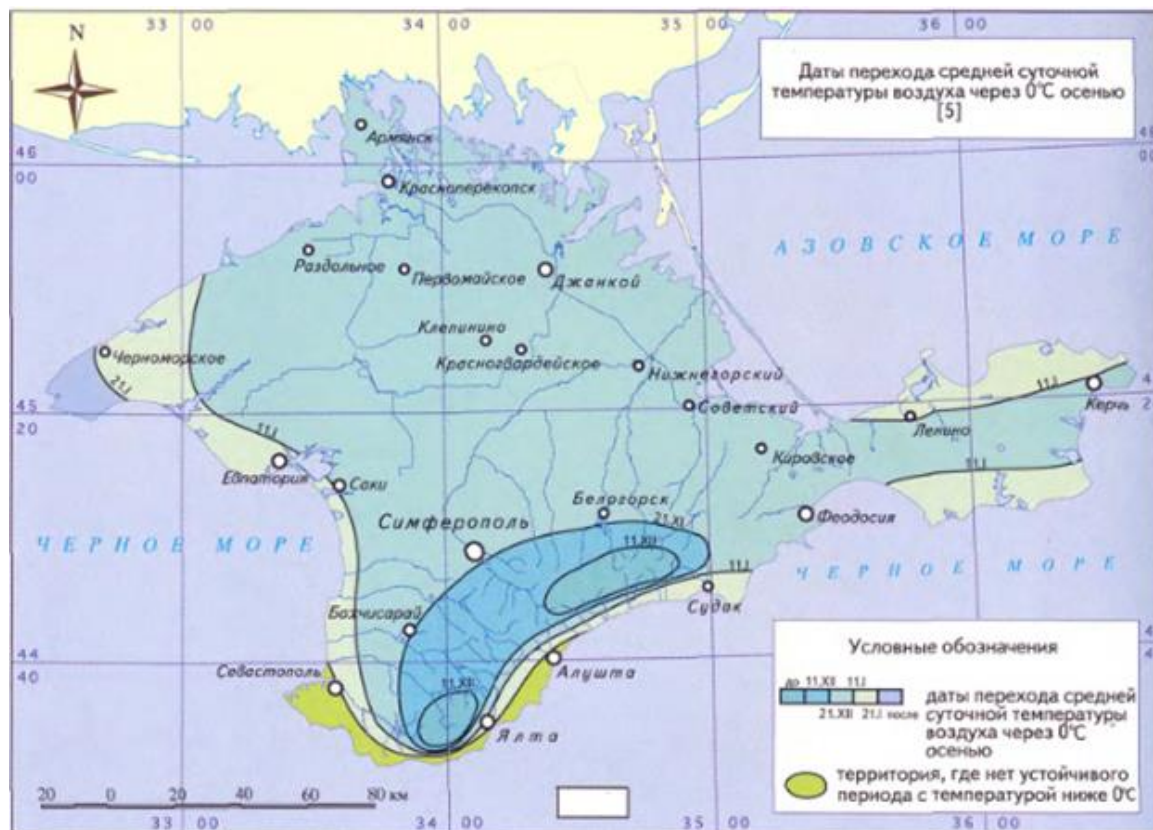 33 00
34 00
35 00
36 00
N
Даты перехода средней суточной
температуры воздуха через 0°С осенью
[5]
Армянск
46
00
Красноперекопск
АЗОВСКОЕ МОРЕ
Раздольное
Первомайское
Джанкой
Клепинино
Черноморское
Красногвардейское
Нижнегорский
21.I
11.I
11.I
Керчь
45
20
Советский
Ленино
Евпатория
Саки
Кировское
11.I
Белогорск
Феодосия
Симферополь
21.XI
11.XII
ЧЕРНОЕ МОРЕ
ЧЕРНОЕ МОРЕ
11.I
Судак
Бахчисарай
44
40
Севастополь
Алушта
11.XII
Ялта
Условные обозначения
до 11.XII 11.I
21.XII 21.I после
даты перехода средней
суточной температуры
воздуха через 0°С
осенью
территория, где нет устойчивого
периода с температурой ниже 0°С
20 0 20 40 60 80 км
33 00
34 00
35 00
36 00